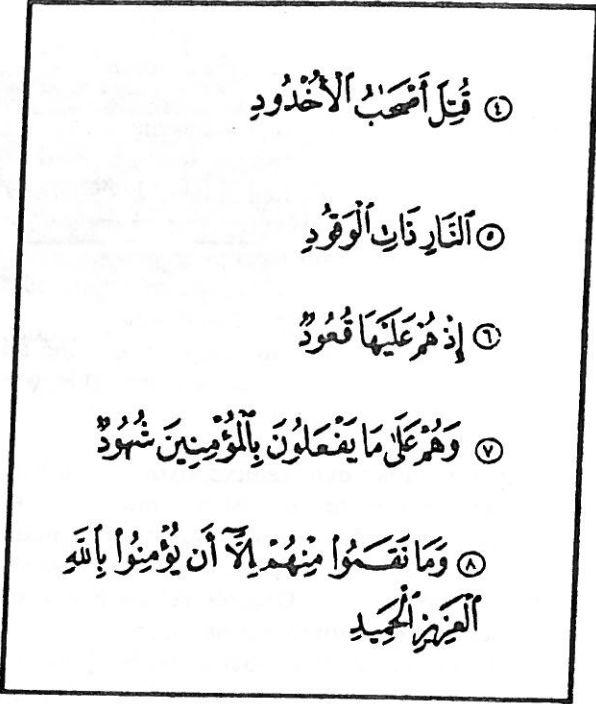 ٤ قُتِلَ أَصْحَٰبُ ٱلْأُخْدُودِ
٥ ٱلنَّارِ ذَاتِ ٱلْوَقُودِ
٦ إِذْ هُمْ عَلَيْهَا قُعُودٌ
٧ وَهُمْ عَلَىٰ مَا يَفْعَلُونَ بِٱلْمُؤْمِنِينَ شُهُودٌ
٨ وَمَا نَقَمُوا۟ مِنْهُمْ إِلَّآ أَن يُؤْمِنُوا۟ بِٱللَّهِ
ٱلْعَزِيزِ ٱلْحَمِيدِ